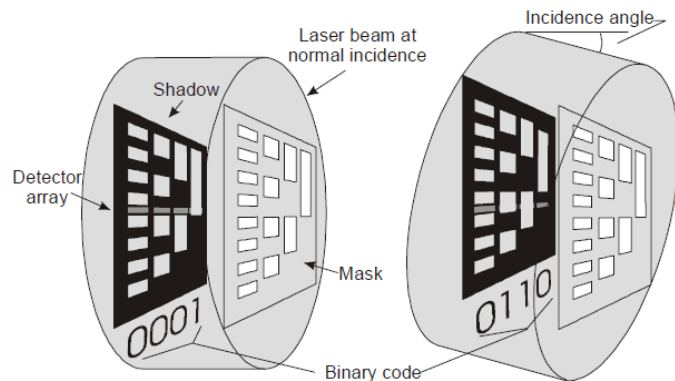 Incidence angle
Laser beam at
normal incidence
Shadow
Detector
array
Mask
0001
0110
Binary code